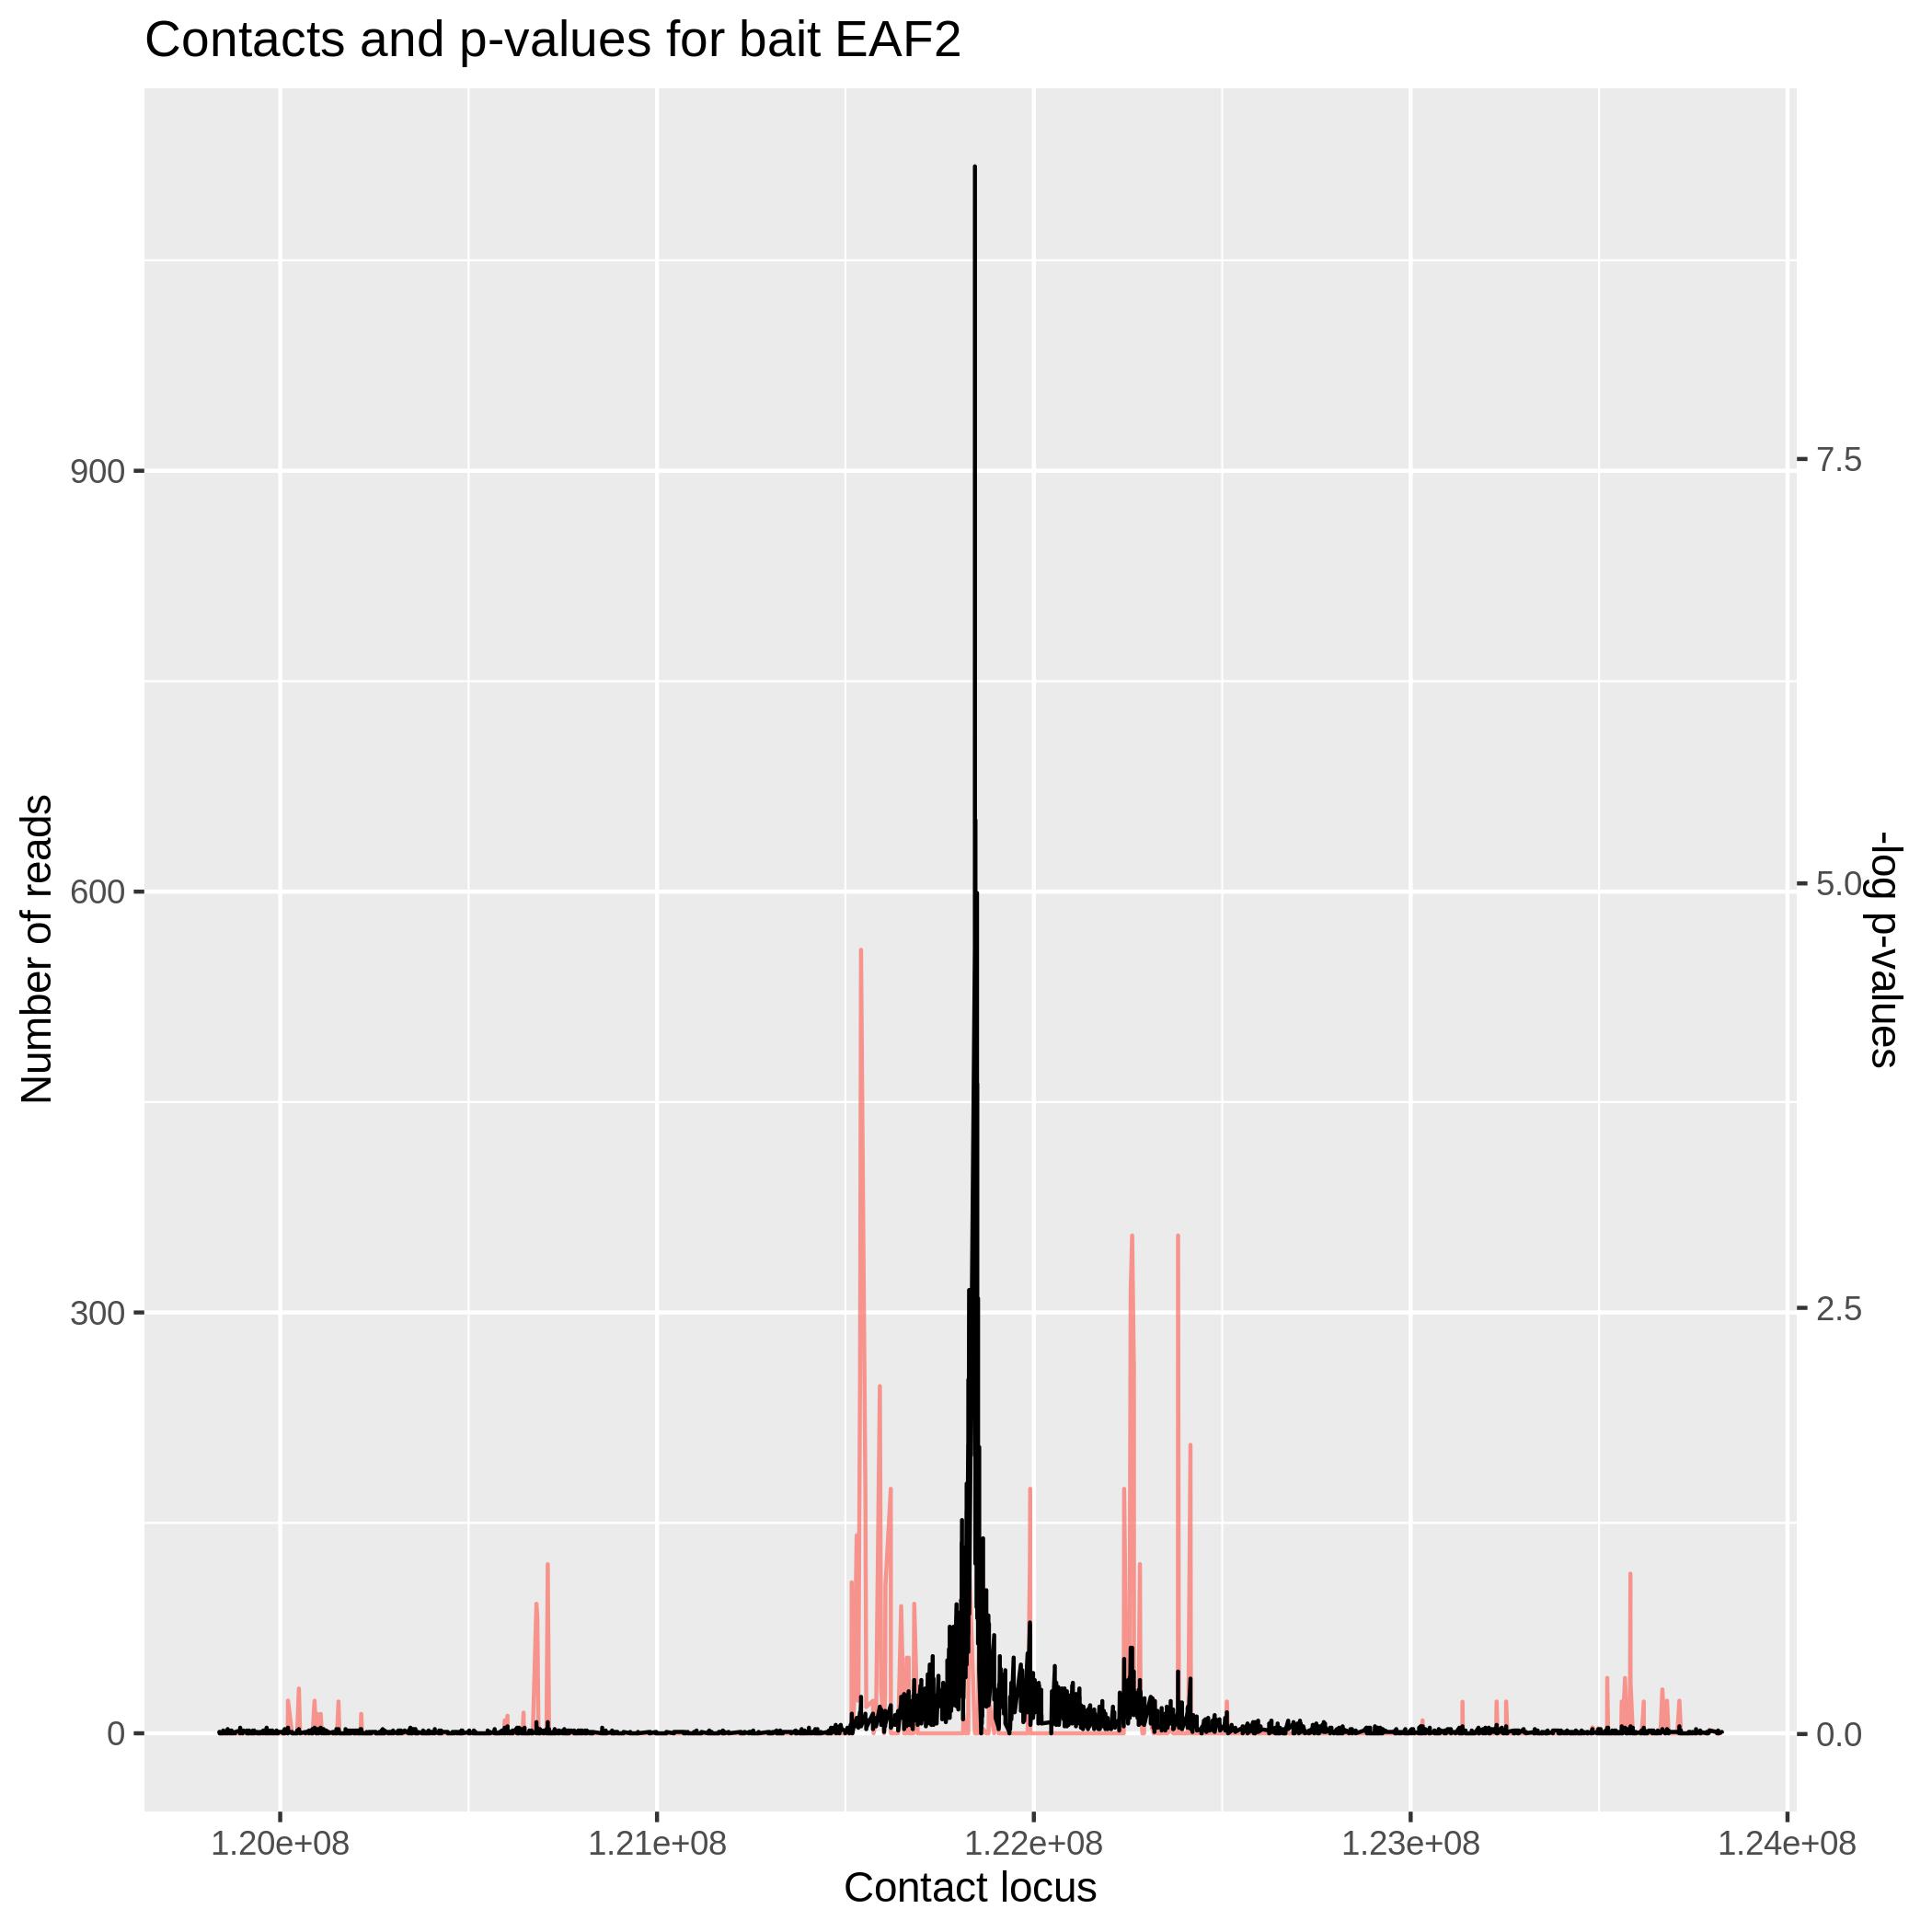 Contacts and p-values for bait EAF2
900
600
300
0
7.5
5.0
2.5
0.0
Number of reads
-log p-values
1.20e+08
1.21e+08
1.22e+08
1.23e+08
1.24e+08
Contact locus